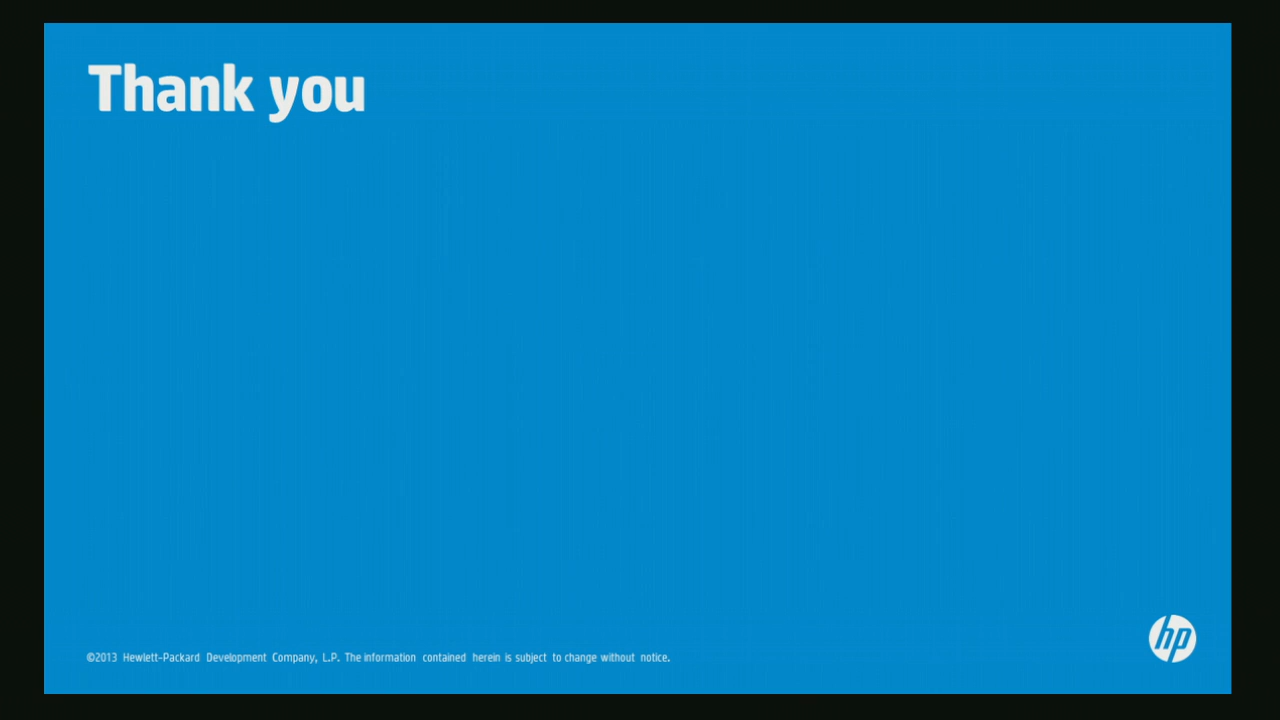 Thank you
hp
©2013 Hewlett-Packard Development Company, L.P. The information contained herein is subject to change without notice.